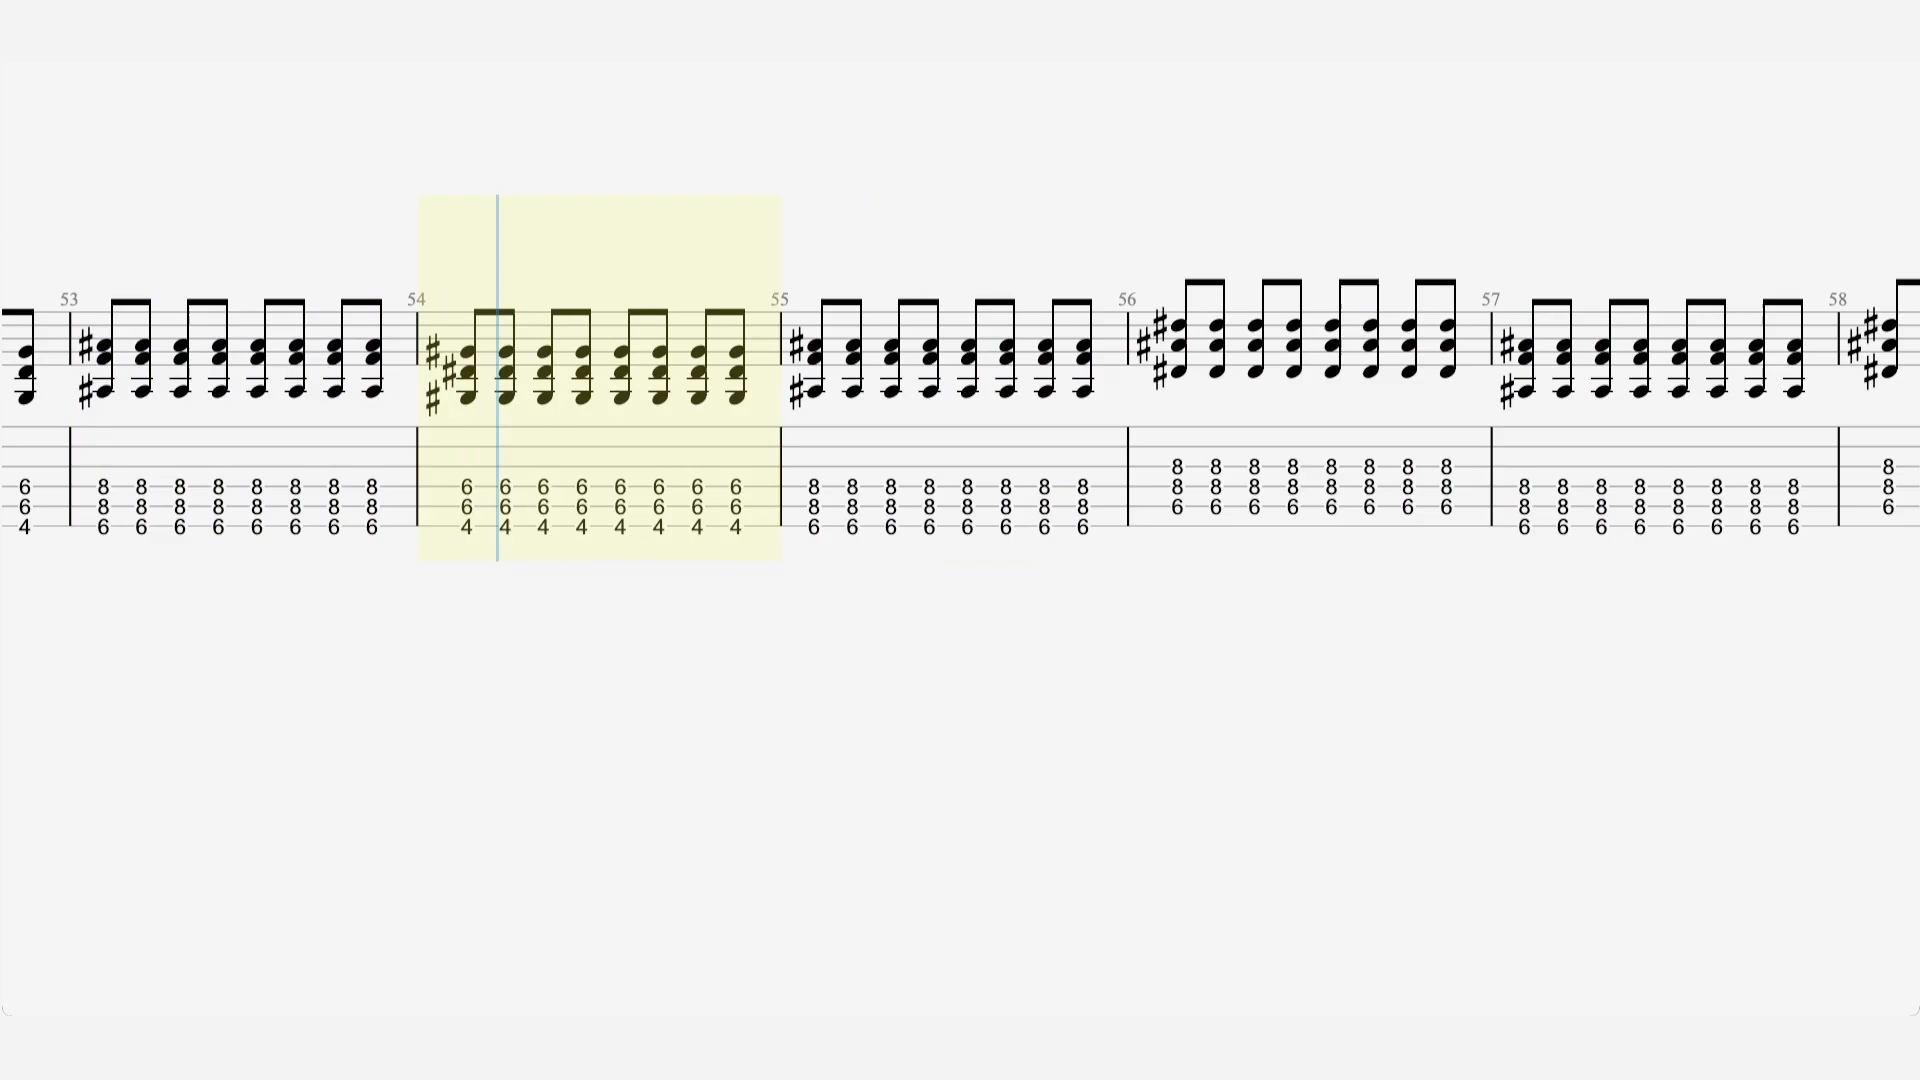 53 54 55 56 57 58
8 8 8 8 8 8 8 8 8
6 8 8 8 8 8 8 8 8 6 6 6 6 6 6 6 6 8 8 8 8 8 8 8 8 8 8 8 8 8 8 8 8 8 8 8 8 8 8 8 8 8
6 8 8 8 8 8 8 8 8 6 6 6 6 6 6 6 6 8 8 8 8 8 8 8 8 6 6 6 6 6 6 6 6 8 8 8 8 8 8 8 8 6
4 6 6 6 6 6 6 6 6 4 4 4 4 4 4 4 4 6 6 6 6 6 6 6 6 6 6 6 6 6 6 6 6